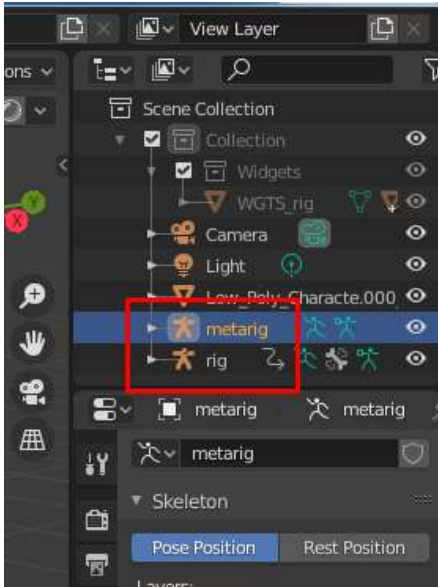 View Layer
ons
Scene Collection
Collection
Widgets
WGTS_rig
Camera
Light
Low_Poly_Characte.000
metarig
rig
metarig metarig
metarig
Skeleton
Pose Position Rest Position
Layers:
Y
X